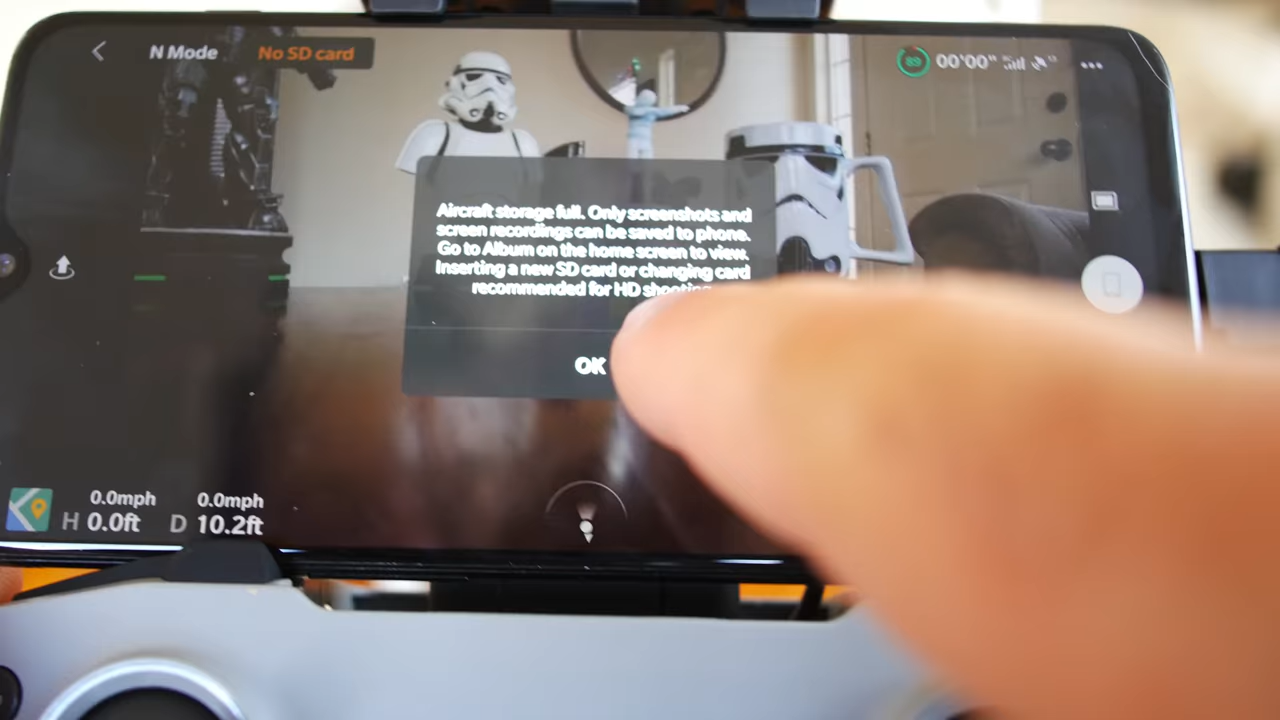 N Mode No SD card 89 00'00"
Aircraft storage full. Only screenshots and
screen recordings can be saved to phone.
Go to Album on the home screen to view.
Inserting a new SD card or changing card
recommended for HD shooting
OK
0.0mph 0.0mph
H 0.0ft D 10.2ft